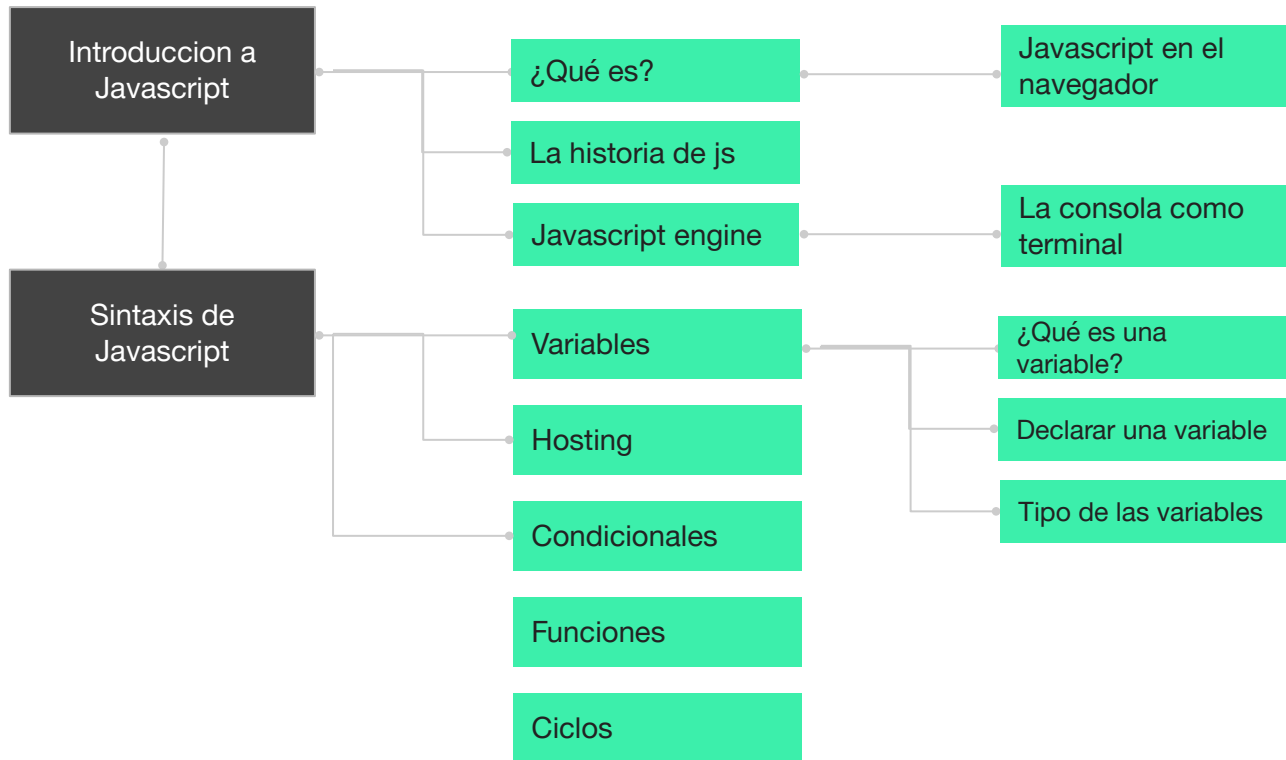 Introduccion a
Javascript
¿Qué es?
Javascript en el
navegador
La historia de js
Javascript engine
La consola como
terminal
Sintaxis de
Javascript
Variables
¿Qué es una
variable?
Declarar una variable
Hosting
Tipo de las variables
Condicionales
Funciones
Ciclos